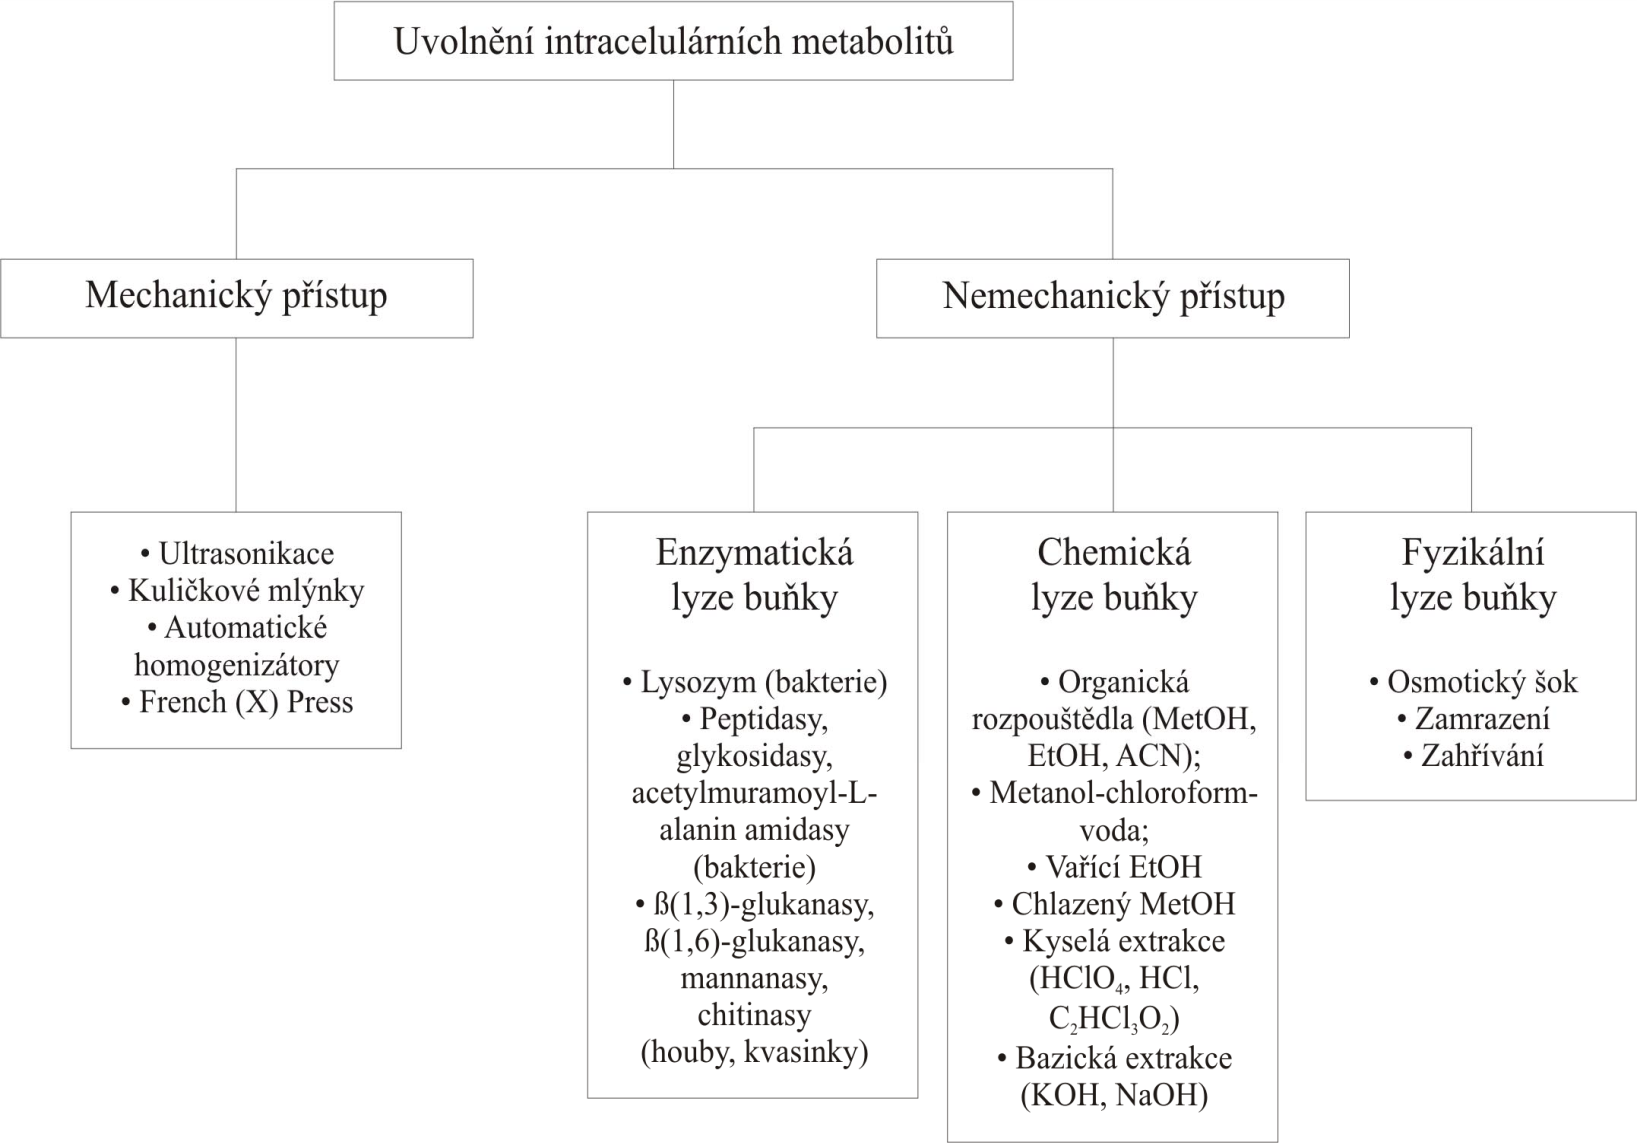 Uvolnění intracelulárních metabolitů
Mechanický přístup
Nemechanický přístup
• Ultrasonikace
• Kuličkové mlýnky
• Automatické
homogenizátory
• French (X) Press
Enzymatická
lyze buňky
• Lysozym (bakterie)
• Peptidasy,
glykosidasy,
acetylmuramoyl-L-
alanin amidasy
(bakterie)
• ß(1,3)-glukanasy,
ß(1,6)-glukanasy,
mannanasy,
chitinasy
(houby, kvasinky)
Chemická
lyze buňky
• Organická
rozpouštědla (MetOH,
EtOH, ACN);
• Metanol-chloroform-
voda;
• Vařící EtOH
• Chlazený MetOH
• Kyselá extrakce
(HClO₄, HCl,
C₂HCl₃O₂)
• Bazická extrakce
(KOH, NaOH)
Fyzikální
lyze buňky
• Osmotický šok
• Zamrazení
• Zahřívání